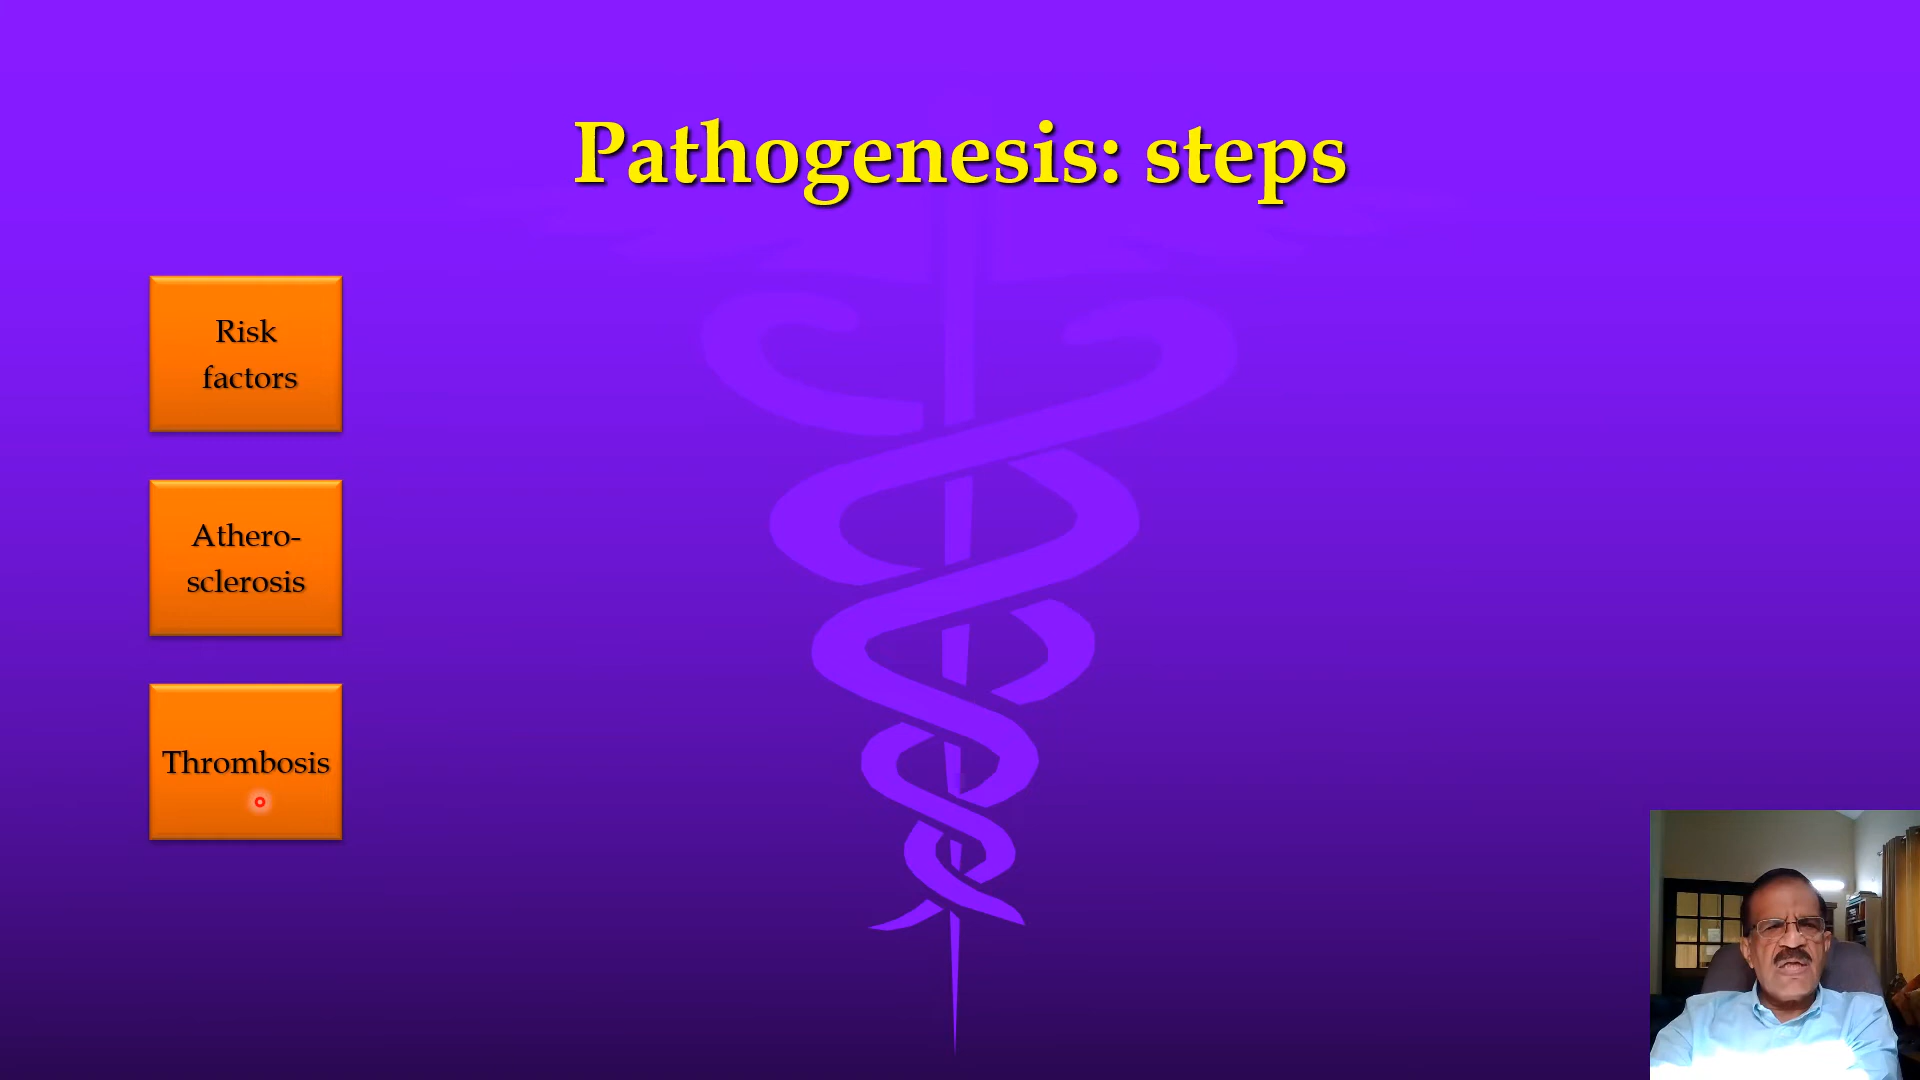 Pathogenesis: steps
Risk
factors
Athero-
sclerosis
Thrombosis